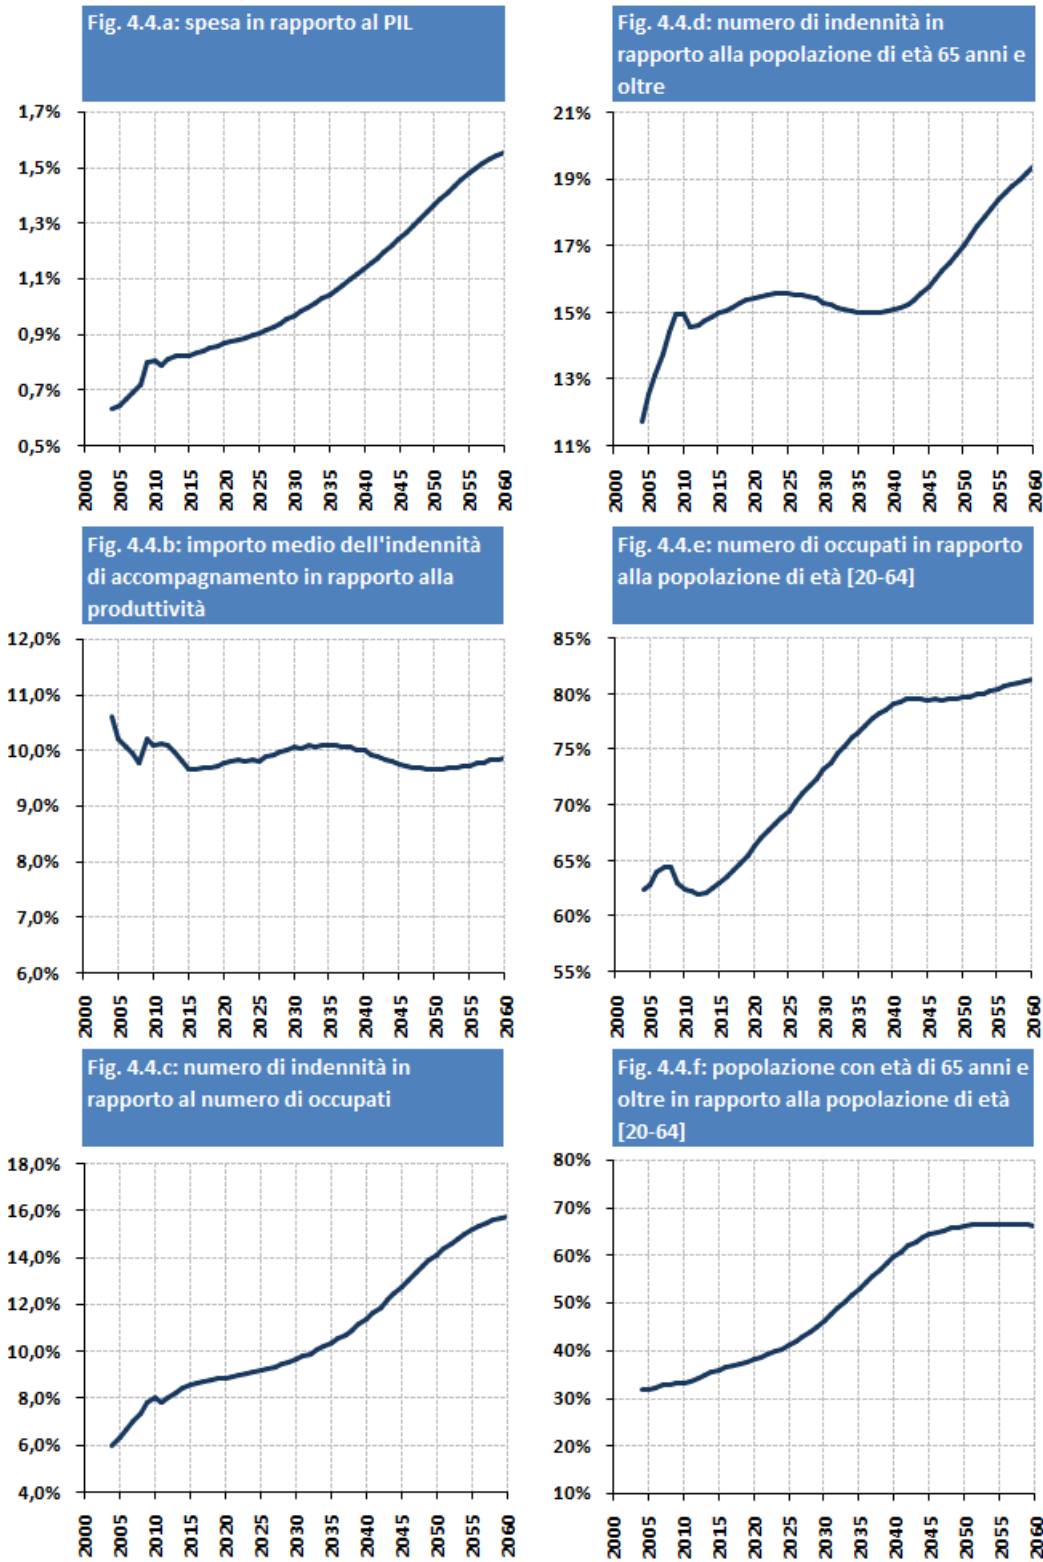 Fig. 4.4.a: spesa in rapporto al PIL
1,7%
1,5%
1,3%
1,1%
0,9%
0,7%
0,5%
2000 2005 2010 2015 2020 2025 2030 2035 2040 2045 2050 2055 2060
Fig. 4.4.d: numero di indennità in
rapporto alla popolazione di età 65 anni e
oltre
21%
19%
17%
15%
13%
11%
2000 2005 2010 2015 2020 2025 2030 2035 2040 2045 2050 2055 2060
Fig. 4.4.b: importo medio dell'indennità
di accompagnamento in rapporto alla
produttività
12,0%
11,0%
10,0%
9,0%
8,0%
7,0%
6,0%
2000 2005 2010 2015 2020 2025 2030 2035 2040 2045 2050 2055 2060
Fig. 4.4.e: numero di occupati in rapporto
alla popolazione di età [20-64]
85%
80%
75%
70%
65%
60%
55%
2000 2005 2010 2015 2020 2025 2030 2035 2040 2045 2050 2055 2060
Fig. 4.4.c: numero di indennità in
rapporto al numero di occupati
18,0%
16,0%
14,0%
12,0%
10,0%
8,0%
6,0%
4,0%
2000 2005 2010 2015 2020 2025 2030 2035 2040 2045 2050 2055 2060
Fig. 4.4.f: popolazione con età di 65 anni e
oltre in rapporto alla popolazione di età
[20-64]
80%
70%
60%
50%
40%
30%
20%
10%
2000 2005 2010 2015 2020 2025 2030 2035 2040 2045 2050 2055 2060